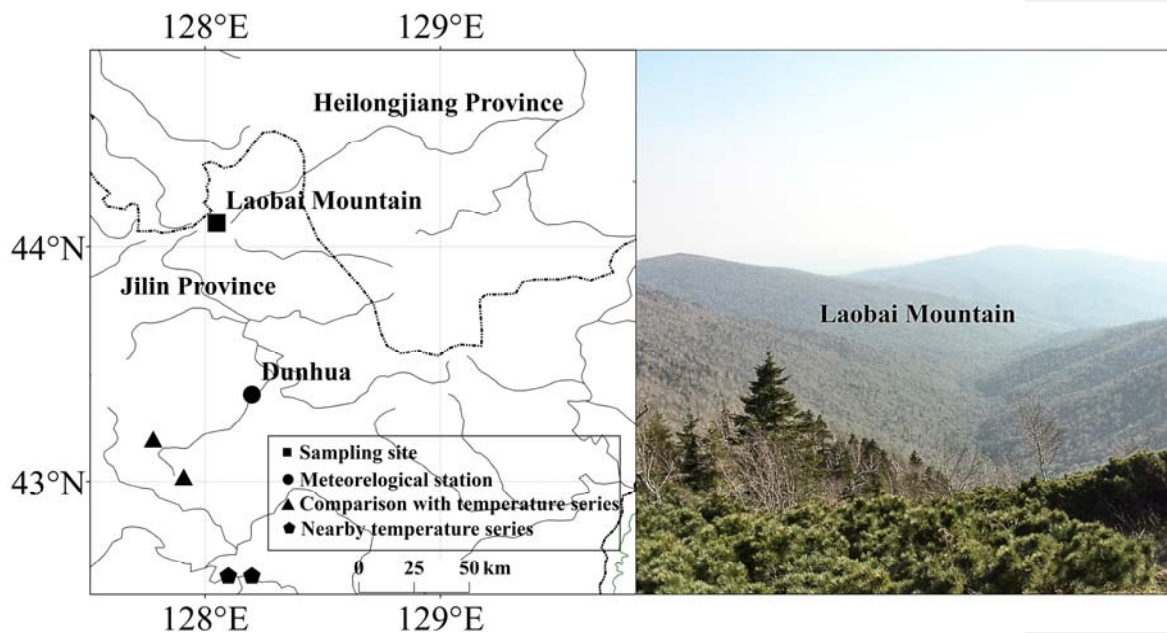 128°E 129°E
Heilongjiang Province
Laobai Mountain
44°N
Jilin Province
Laobai Mountain
Dunhua
Sampling site
Meteorelogical station
43°N
Comparison with temperature series
Nearby temperature series
0 25 50 km
128°E 129°E